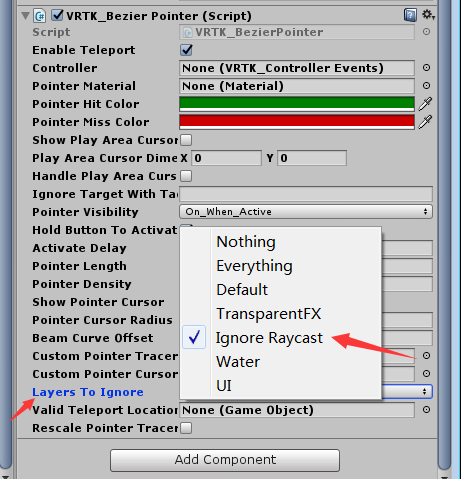 VRTK_Bezier Pointer (Script)
Script VRTK_BezierPointer
Enable Teleport
Controller None (VRTK_Controller Events)
Pointer Material None (Material)
Pointer Hit Color
Pointer Miss Color
Show Play Area Cursor
Play Area Cursor Dime X 0 Y 0
Handle Play Area Curs
Ignore Target With Ta
Pointer Visibility On_When_Active
Hold Button To Activat
Nothing
Activate Delay
Everything
Pointer Length
Default
Pointer Density
TransparentFX
Show Pointer Cursor
Pointer Cursor Radius
Ignore Raycast
Beam Curve Offset
Water
Custom Pointer Tracer
Custom Pointer Cursor
UI
Layers To Ignore
Valid Teleport Location None (Game Object)
Rescale Pointer Tracer
Add Component